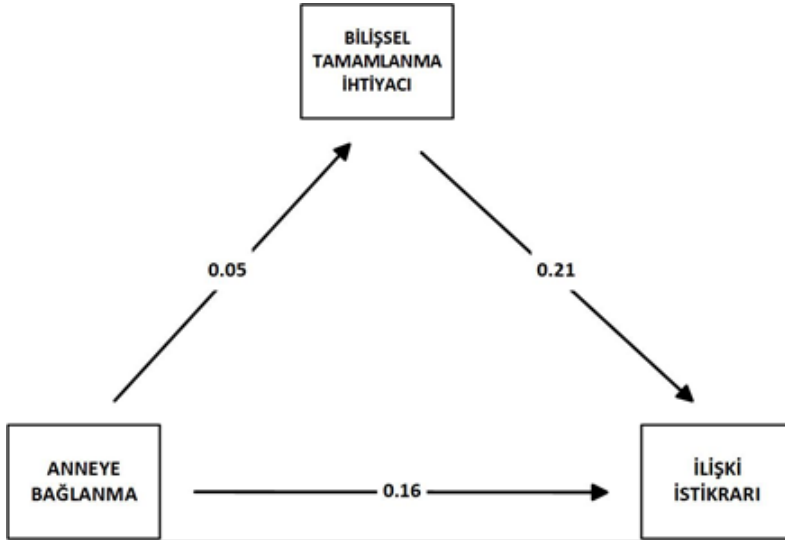 BİLİŞSEL
TAMAMLANMA
İHTİYACI
0.05
0.21
ANNEYE
BAĞLANMA
0.16
İLİŞKİ
İSTİKRARI